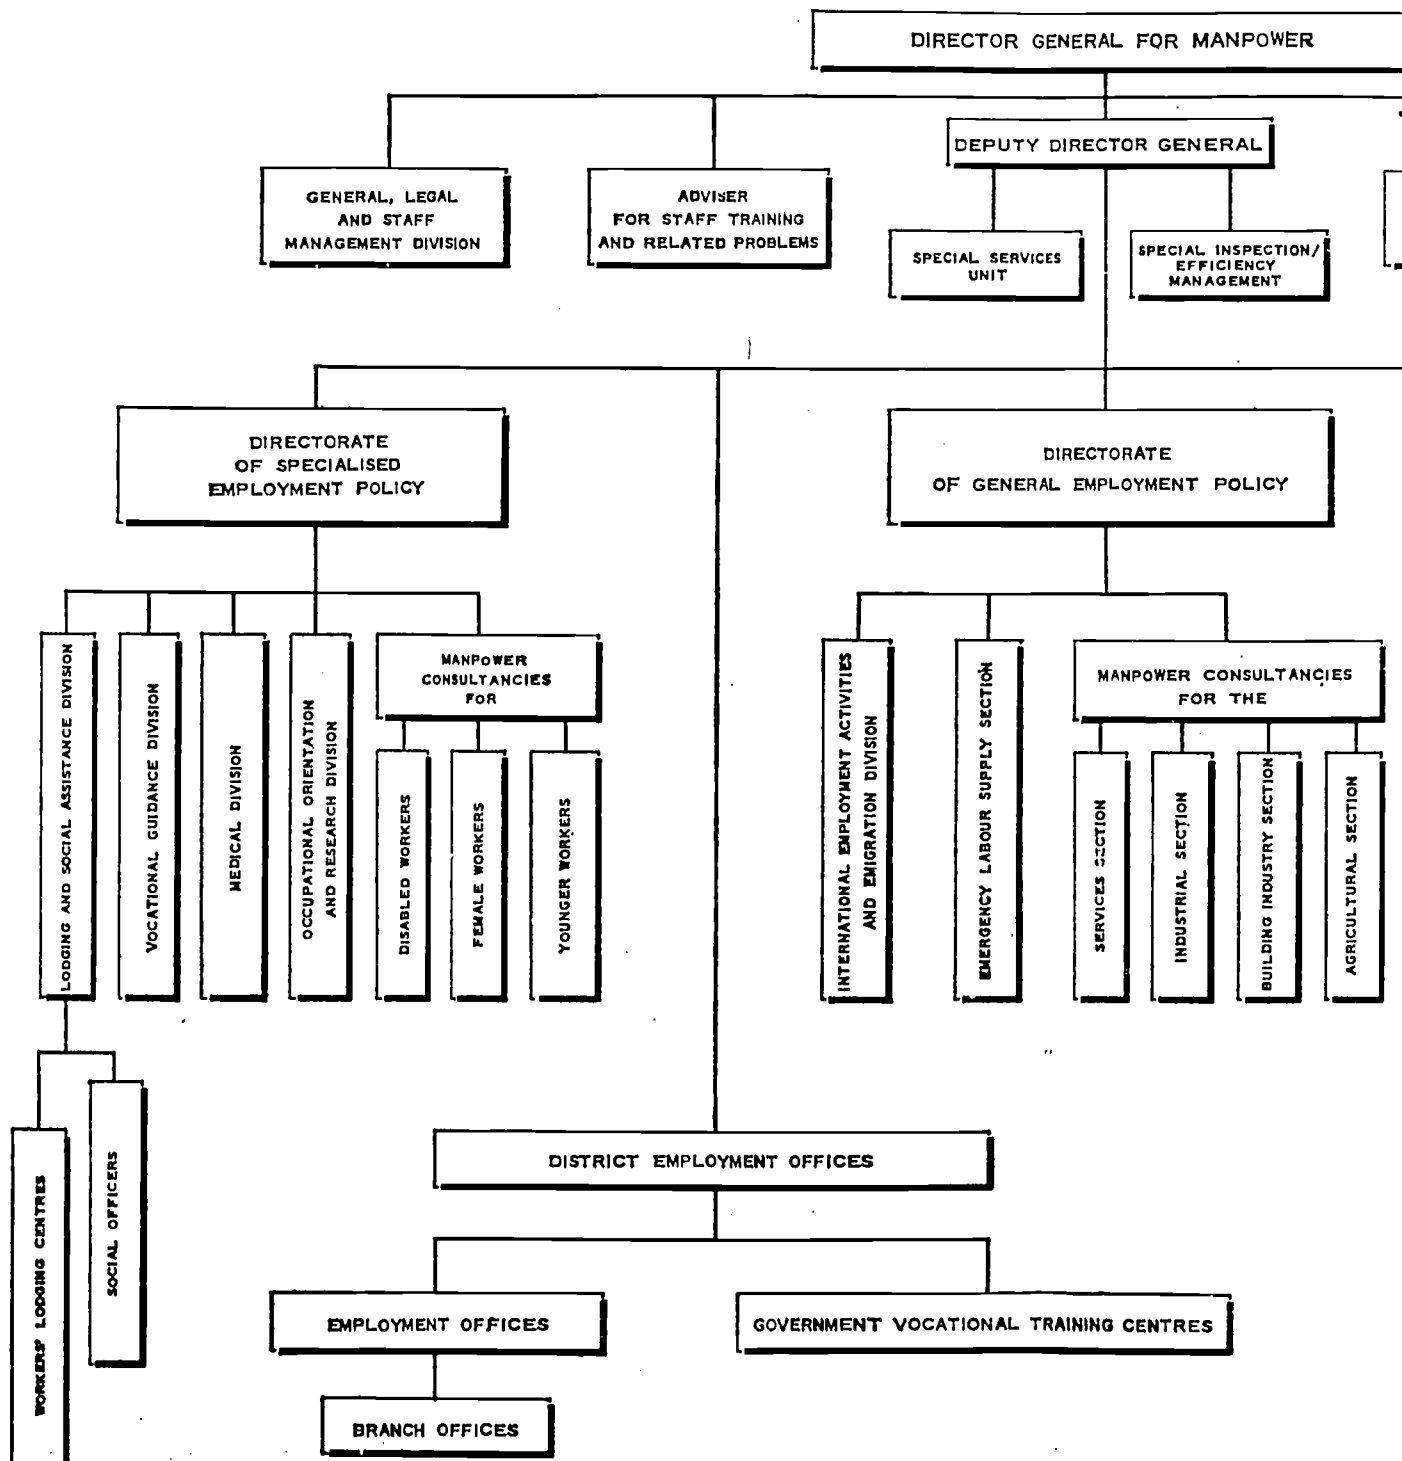 DIRECTOR GENERAL FOR MANPOWER
DEPUTY DIRECTOR GENERAL
GENERAL, LEGAL
AND STAFF
MANAGEMENT DIVISION
ADVISER
FOR STAFF TRAINING
AND RELATED PROBLEMS
SPECIAL SERVICES
UNIT
SPECIAL INSPECTION/
EFFICIENCY
MANAGEMENT
DIRECTORATE
OF SPECIALISED
EMPLOYMENT POLICY
DIRECTORATE
OF GENERAL EMPLOYMENT POLICY
LODGING AND SOCIAL ASSISTANCE DIVISION
VOCATIONAL GUIDANCE DIVISION
MEDICAL DIVISION
OCCUPATIONAL ORIENTATION
AND RESEARCH DIVISION
MANPOWER
CONSULTANCIES
FOR
DISABLED WORKERS
FEMALE WORKERS
YOUNGER WORKERS
INTERNATIONAL EMPLOYMENT ACTIVITIES
AND EMIGRATION DIVISION
EMERGENCY LABOUR SUPPLY SECTION
MANPOWER CONSULTANCIES
FOR THE
SERVICES SECTION
INDUSTRIAL SECTION
BUILDING INDUSTRY SECTION
AGRICULTURAL SECTION
WORKERS' LODGING CENTRES
SOCIAL OFFICERS
DISTRICT EMPLOYMENT OFFICES
EMPLOYMENT OFFICES
GOVERNMENT VOCATIONAL TRAINING CENTRES
BRANCH OFFICES